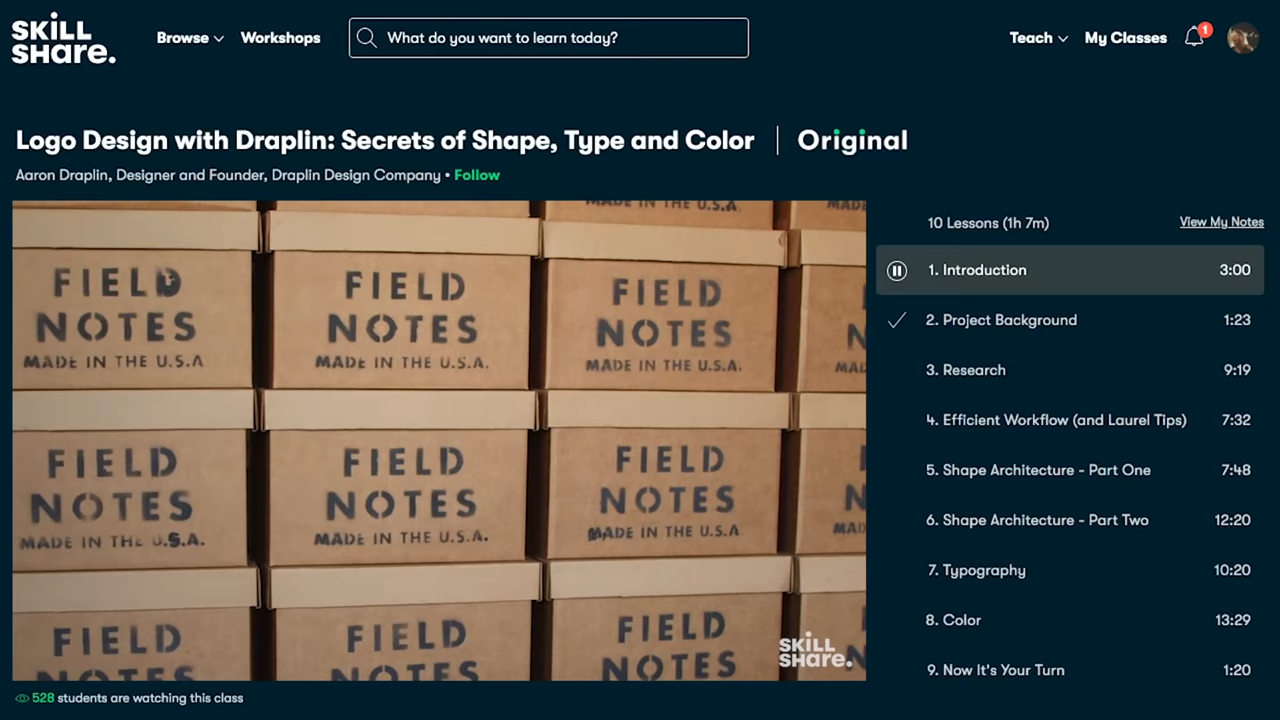 SKILL
SHARE.
Browse
Workshops
What do you want to learn today?
Teach
My Classes
1
Logo Design with Draplin: Secrets of Shape, Type and Color | Original
Aaron Draplin, Designer and Founder, Draplin Design Company • Follow
MADE IN THE U.S.A.
MADE
FIELD
NOTES
MADE IN THE U.S.A
FIELD
NOTES
MADE IN THE U.S.A.
FIELD
NOTES
MADE IN THE U.S.A.
FIELD
NOTES
MADE IN THE U.S.A.
FIELD
NOTES
MADE IN THE U.S.A.
FIELD
NOTES
MADE IN THE U.S.A
FIELD
NOTES
FIELD
NOTES
FIELD
NOTES
SKILL
SHARE.
528 students are watching this class
10 Lessons (1h 7m)
View My Notes
1. Introduction 3:00
2. Project Background 1:23
3. Research 9:19
4. Efficient Workflow (and Laurel Tips) 7:32
5. Shape Architecture - Part One 7:48
6. Shape Architecture - Part Two 12:20
7. Typography 10:20
8. Color 13:29
9. Now It's Your Turn 1:20